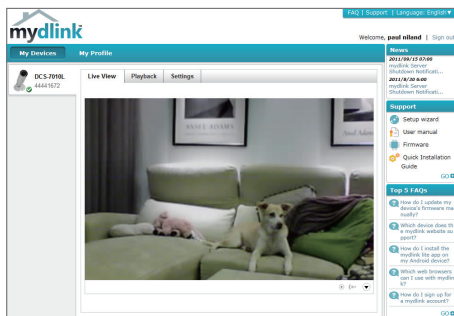 FAQ | Support | Language: English ▼
mydlink
Welcome, paul niland | Sign out
My Devices
My Profile
DCS-7010L
44441672
Live View
Playback
Settings
ANSEL ADAMS
Ansel Adams
News
2011/09/15 07:00
mydlink Server
Shutdown Notificati...
2011/8/30 6:00
mydlink Server
Shutdown Notificati...
Support
Setup wizard
User manual
Firmware
Quick Installation
Guide
GO
Top 5 FAQs
How do I update my
device's firmware ma
nually?
Which device does th
e mydlink website su
pport?
How do I install the
mydlink lite app on
my Android device?
Which web browsers
can I use with mydlin
k?
How do I sign up for
a mydlink account?
GO